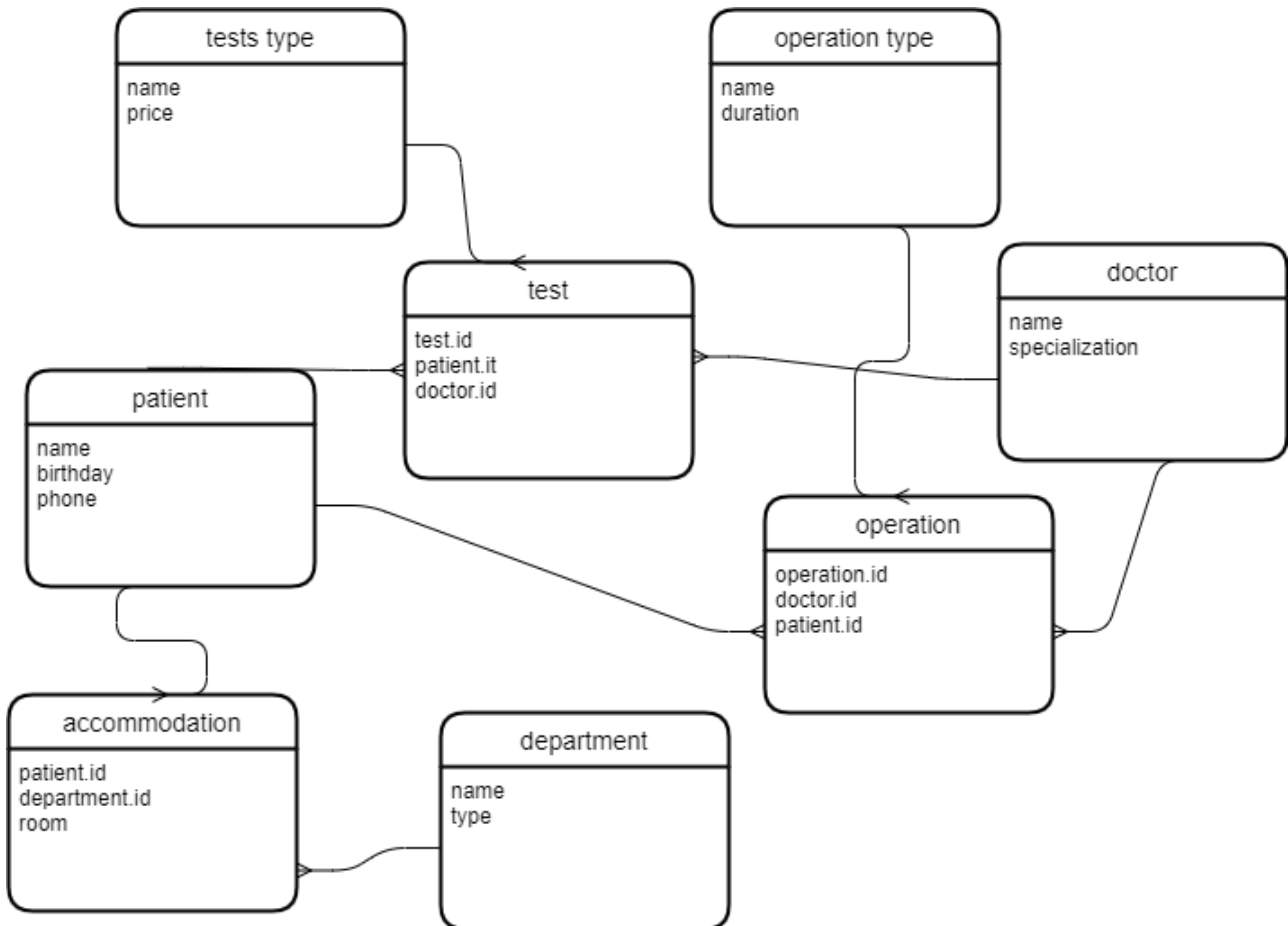 tests type
name
price
operation type
name
duration
test
test.id
patient.it
doctor.id
doctor
name
specialization
patient
name
birthday
phone
operation
operation.id
doctor.id
patient.id
accommodation
patient.id
department.id
room
department
name
type